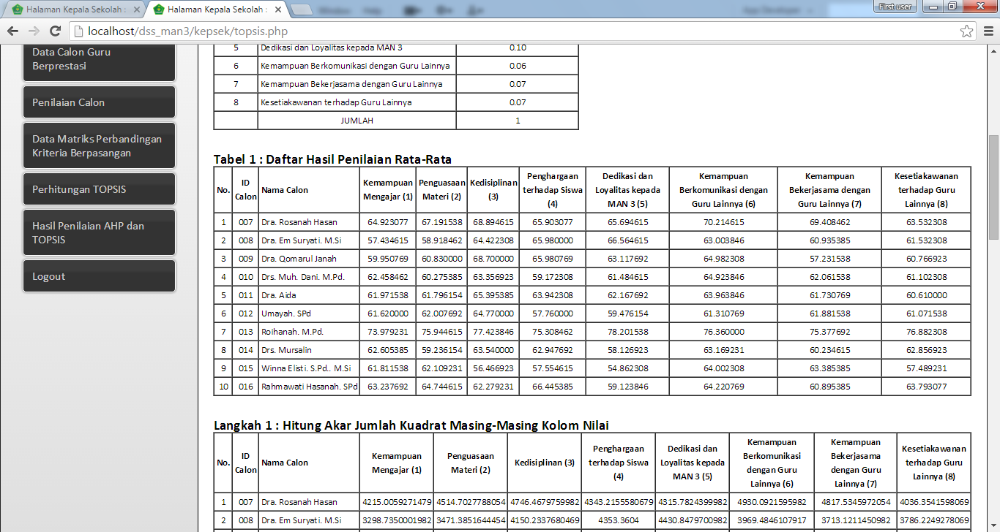 Halaman Kepala Sekolah :
Halaman Kepala Sekolah :
First user
localhost/dss_man3/kepsek/topsis.php
Data Calon Guru
Berprestasi
Penilaian Calon
Data Matriks Perbandingan
Kriteria Berpasangan
Perhitungan TOPSIS
Hasil Penilaian AHP dan
TOPSIS
Logout
5 Dedikasi dan Loyalitas kepada MAN 3 0.10
6 Kemampuan Berkomunikasi dengan Guru Lainnya 0.06
7 Kemampuan Bekerjasama dengan Guru Lainnya 0.07
8 Kesetiakawanan terhadap Guru Lainnya 0.07
JUMLAH 1
Tabel 1 : Daftar Hasil Penilaian Rata-Rata
No. ID Calon Nama Calon Kemampuan Mengajar (1) Penguasaan Materi (2) Kedisiplinan (3) Penghargaan terhadap Siswa (4) Dedikasi dan Loyalitas kepada MAN 3 (5) Kemampuan Berkomunikasi dengan Guru Lainnya (6) Kemampuan Bekerjasama dengan Guru Lainnya (7) Kesetiakawanan terhadap Guru Lainnya (8)
1 007 Dra. Rosanah Hasan 64.923077 67.191538 68.894615 65.903077 65.694615 70.214615 69.408462 63.532308
2 008 Dra. Em Suryati. M.Si 57.434615 58.918462 64.422308 65.980000 66.564615 63.003846 60.935385 61.532308
3 009 Dra. Qomarul Janah 59.950769 60.830000 68.700000 65.980769 63.117692 64.982308 57.231538 60.766923
4 010 Drs. Muh. Dani. M.Pd. 62.458462 60.275385 63.356923 59.172308 61.484615 64.923846 62.061538 61.102308
5 011 Dra. Aida 61.971538 61.796154 65.395385 63.942308 62.167692 63.963846 61.730769 60.610000
6 012 Umayah. SPd 61.620000 62.007692 64.770000 57.760000 59.476154 61.310769 61.881538 61.071538
7 013 Roihanah. M.Pd. 73.979231 75.944615 77.423846 75.308462 78.201538 76.360000 75.377692 76.882308
8 014 Drs. Mursalin 62.605385 59.236154 63.540000 62.947692 58.126923 63.169231 60.234615 62.856923
9 015 Winna Elisti. S.Pd.. M.Si 61.811538 62.109231 56.466923 57.554615 54.862308 64.002308 63.385385 57.489231
10 016 Rahmawati Hasanah. SPd 63.237692 64.744615 62.279231 66.445385 59.123846 64.220769 60.895385 63.793077
Langkah 1 : Hitung Akar Jumlah Kuadrat Masing-Masing Kolom Nilai
No. ID Calon Nama Calon Kemampuan Mengajar (1) Penguasaan Materi (2) Kedisiplinan (3) Penghargaan terhadap Siswa (4) Dedikasi dan Loyalitas kepada MAN 3 (5) Kemampuan Berkomunikasi dengan Guru Lainnya (6) Kemampuan Bekerjasama dengan Guru Lainnya (7) Kesetiakawanan terhadap Guru Lainnya (8)
1 007 Dra. Rosanah Hasan 4215.0059271479 4514.7027788054 4746.4679759982 4343.2155580679 4315.7824399982 4930.0921595982 4817.5345972054 4036.3541598069
2 008 Dra. Em Suryati. M.Si 3298.7350001982 3471.3851644454 4150.2337680469 4353.3604 4430.8479700982 3969.4846107917 3713.1211450982 3786.2249278069